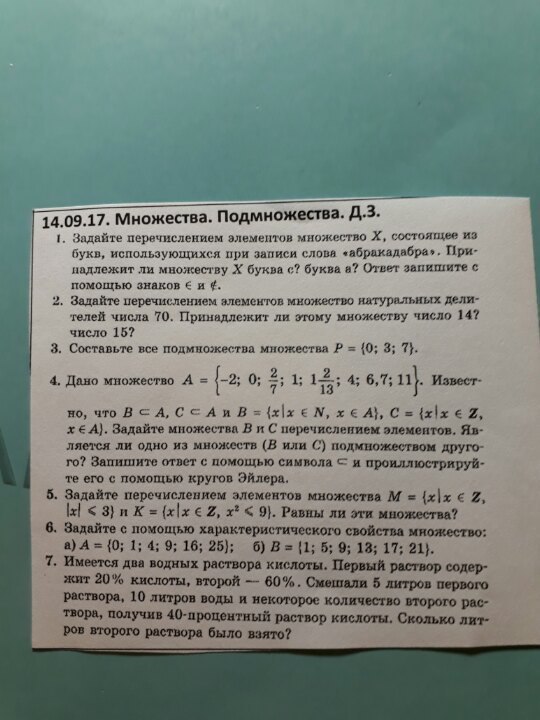 14.09.17. Множества. Подмножества. Д.З.
1. Задайте перечислением элементов множество X, состоящее из
букв, использующихся при записи слова «абракадабра». При-
надлежит ли множеству X буква с? буква а? Ответ запишите с
помощью знаков ∈ и ∉.
2. Задайте перечислением элементов множество натуральных дели-
телей числа 70. Принадлежит ли этому множеству число 14?
число 15?
3. Составьте все подмножества множества P = {0; 3; 7}.
4. Дано множество A = {-2; 0; 2/7; 1; 1 2/13; 4; 6,7; 11}. Извест-
но, что B ⊂ A, C ⊂ A и B = {x|x ∈ N, x ∈ A}, C = {x|x ∈ Z,
x ∈ A}. Задайте множества B и C перечислением элементов. Яв-
ляется ли одно из множеств (B или C) подмножеством друго-
го? Запишите ответ с помощью символа ⊂ и проиллюстрируй-
те его с помощью кругов Эйлера.
5. Задайте перечислением элементов множества M = {x|x ∈ Z,
|x| ⩽ 3} и K = {x|x ∈ Z, x² ⩽ 9}. Равны ли эти множества?
6. Задайте с помощью характеристического свойства множество:
а) A = {0; 1; 4; 9; 16; 25}; б) B = {1; 5; 9; 13; 17; 21}.
7. Имеется два водных раствора кислоты. Первый раствор содер-
жит 20% кислоты, второй — 60%. Смешали 5 литров первого
раствора, 10 литров воды и некоторое количество второго рас-
твора, получив 40-процентный раствор кислоты. Сколько лит-
ров второго раствора было взято?